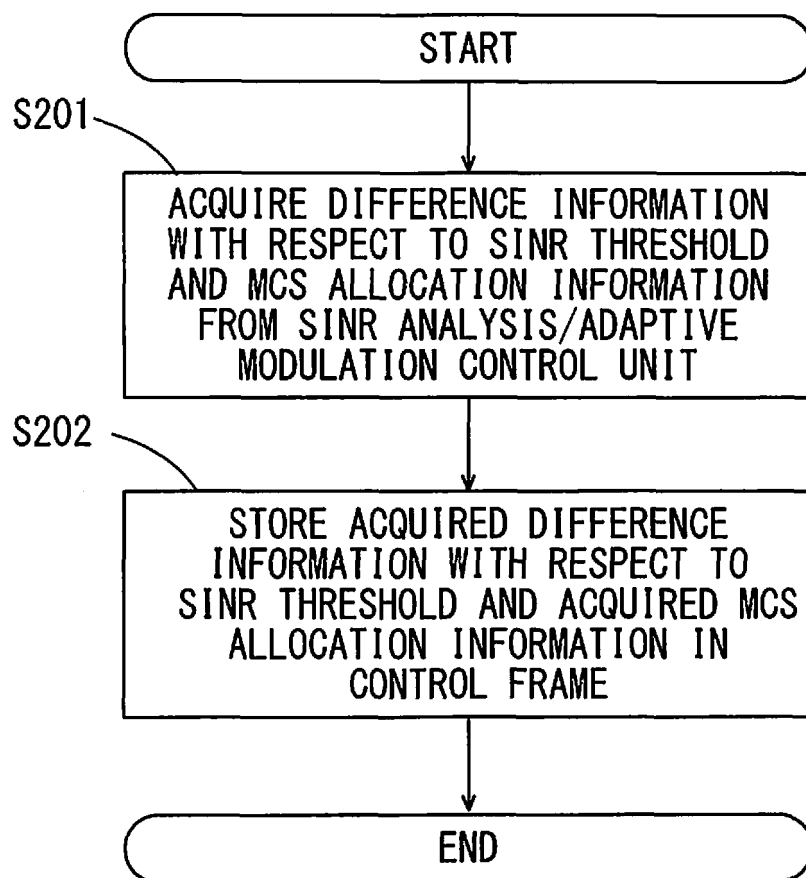 START
S201
ACQUIRE DIFFERENCE INFORMATION
WITH RESPECT TO SINR THRESHOLD
AND MCS ALLOCATION INFORMATION
FROM SINR ANALYSIS/ADAPTIVE
MODULATION CONTROL UNIT
S202
STORE ACQUIRED DIFFERENCE
INFORMATION WITH RESPECT TO
SINR THRESHOLD AND ACQUIRED MCS
ALLOCATION INFORMATION IN
CONTROL FRAME
END